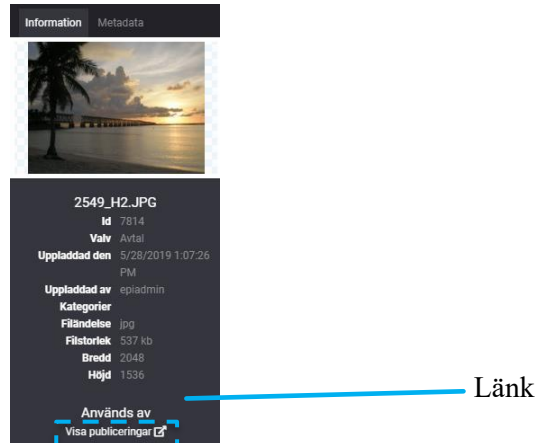 Information Metadata
2549_H2.JPG
Id 7814
Valv Avtal
Uppladdad den 5/28/2019 1:07:26
PM
Uppladdad av epiadmin
Kategorier
Filändelse jpg
Filstorlek 537 kb
Bredd 2048
Höjd 1536
Länk
Används av
Visa publiceringar